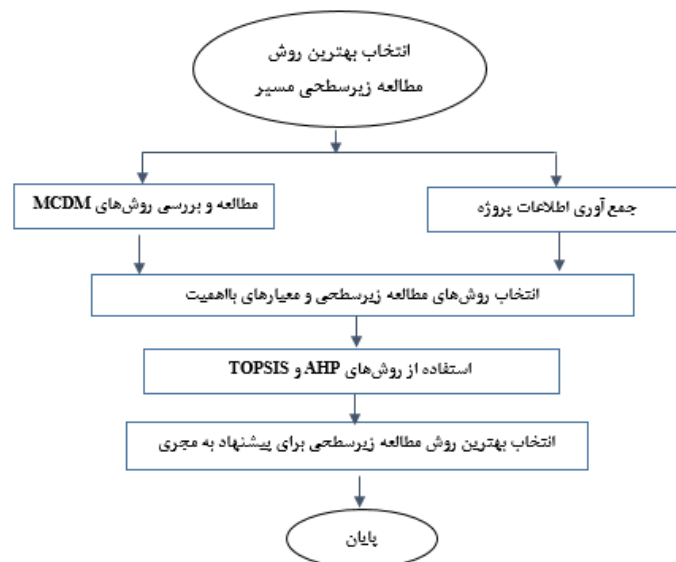 انتخاب بهترین روش
مطالعه زیرسطحی مسیر
جمع آوری اطلاعات پروژه
مطالعه و بررسی روش‌های MCDM
انتخاب روش‌های مطالعه زیرسطحی و معیارهای بااهمیت
استفاده از روش‌های AHP و TOPSIS
انتخاب بهترین روش مطالعه زیرسطحی برای پیشنهاد به مجری
پایان